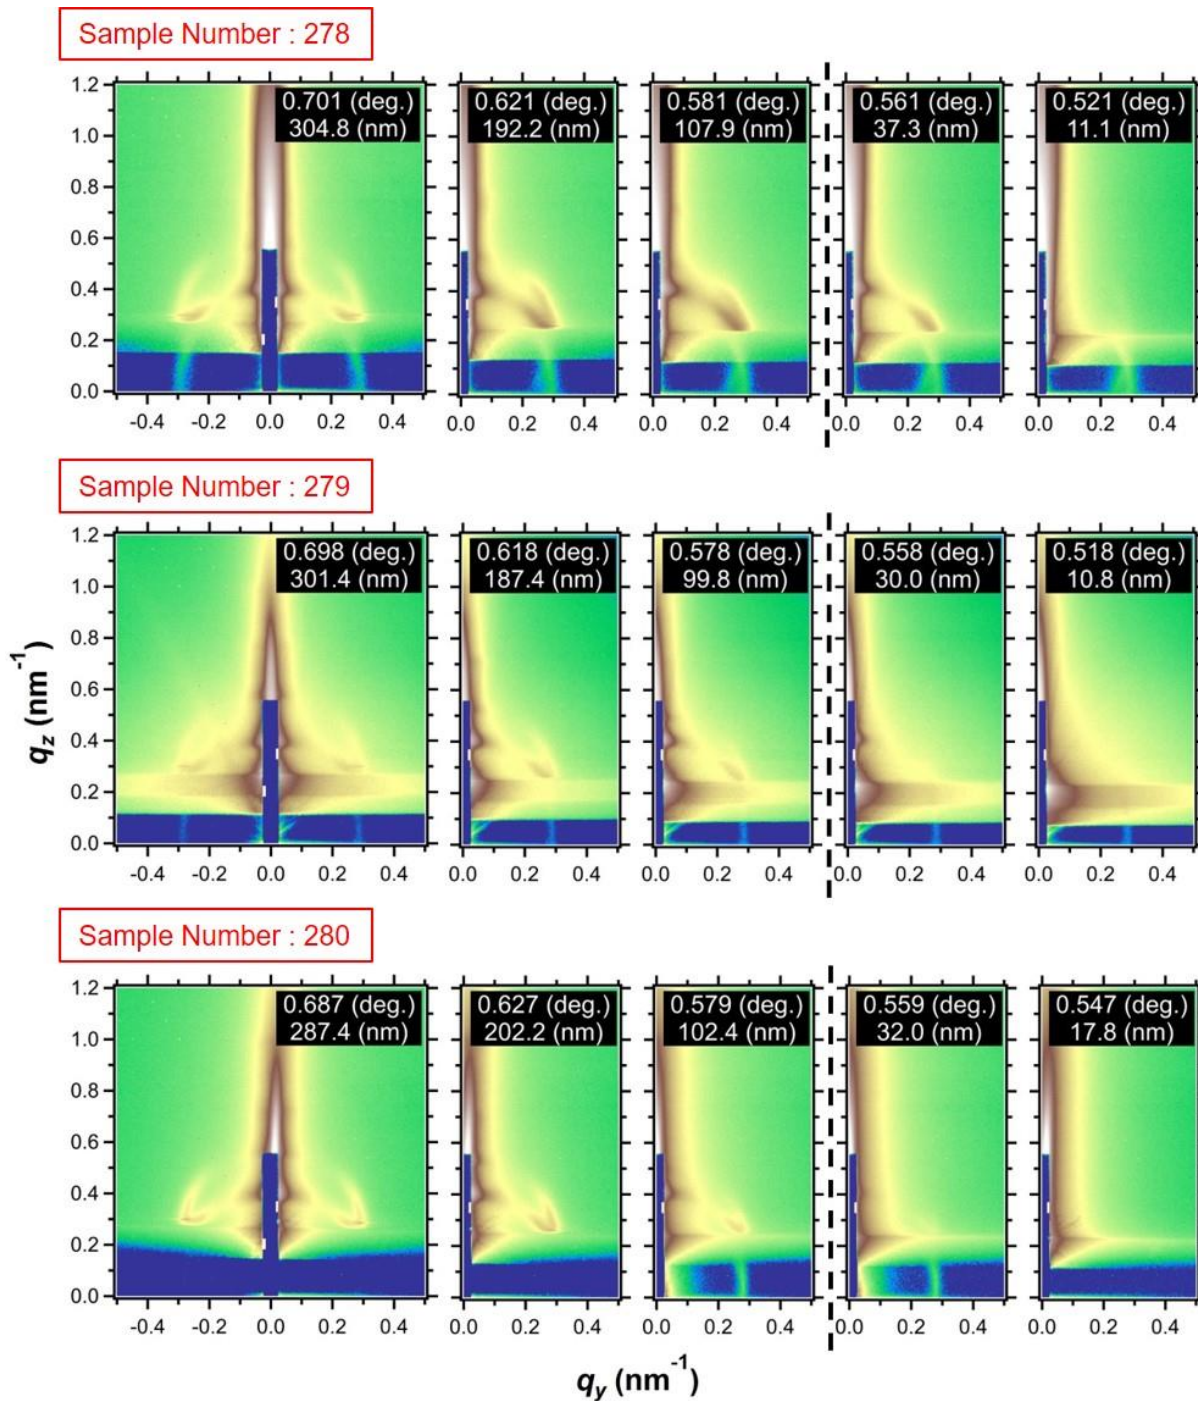 Sample Number : 278
0.701 (deg.)
304.8 (nm)
0.621 (deg.)
192.2 (nm)
0.581 (deg.)
107.9 (nm)
0.561 (deg.)
37.3 (nm)
0.521 (deg.)
11.1 (nm)
1.2
1.0
0.8
0.6
0.4
0.2
0.0
-0.4 -0.2 0.0 0.2 0.4
0.0 0.2 0.4
0.0 0.2 0.4
0.0 0.2 0.4
0.0 0.2 0.4
Sample Number : 279
0.698 (deg.)
301.4 (nm)
0.618 (deg.)
187.4 (nm)
0.578 (deg.)
99.8 (nm)
0.558 (deg.)
30.0 (nm)
0.518 (deg.)
10.8 (nm)
qz (nm⁻¹)
1.2
1.0
0.8
0.6
0.4
0.2
0.0
-0.4 -0.2 0.0 0.2 0.4
0.0 0.2 0.4
0.0 0.2 0.4
0.0 0.2 0.4
0.0 0.2 0.4
Sample Number : 280
0.687 (deg.)
287.4 (nm)
0.627 (deg.)
202.2 (nm)
0.579 (deg.)
102.4 (nm)
0.559 (deg.)
32.0 (nm)
0.547 (deg.)
17.8 (nm)
1.2
1.0
0.8
0.6
0.4
0.2
0.0
-0.4 -0.2 0.0 0.2 0.4
0.0 0.2 0.4
0.0 0.2 0.4
0.0 0.2 0.4
0.0 0.2 0.4
qy (nm⁻¹)